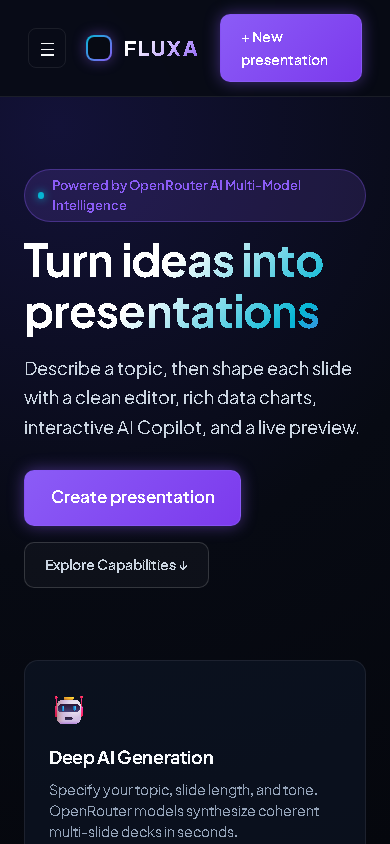 FLUXA
+ New
presentation
Powered by OpenRouter AI Multi-Model
Intelligence
Turn ideas into
presentations
Describe a topic, then shape each slide
with a clean editor, rich data charts,
interactive AI Copilot, and a live preview.
Create presentation
Explore Capabilities ↓
Deep AI Generation
Specify your topic, slide length, and tone.
OpenRouter models synthesize coherent
multi-slide decks in seconds.